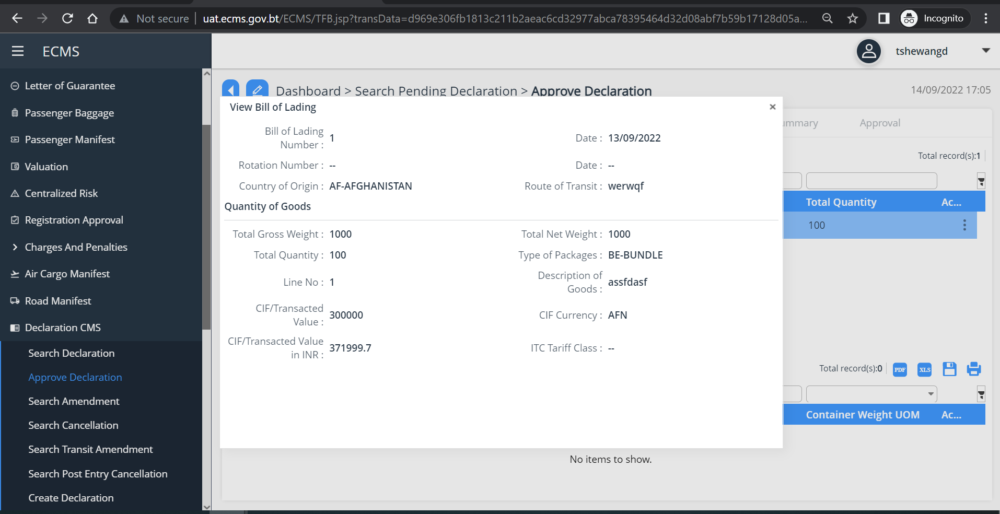 Not secure
uat.ecms.gov.bt/ECMS/TFB.jsp?transData=d969e306fb1813c211b2aeac6cd32977abca78395464d32d08abf7b59b17128d05a...
Incognito
ECMS
tshewangd
Letter of Guarantee
Passenger Baggage
Passenger Manifest
Valuation
Centralized Risk
Registration Approval
Charges And Penalties
Air Cargo Manifest
Road Manifest
Declaration CMS
Search Declaration
Approve Declaration
Search Amendment
Search Cancellation
Search Transit Amendment
Search Post Entry Cancellation
Create Declaration
Dashboard > Search Pending Declaration > Approve Declaration
14/09/2022 17:05
View Bill of Lading
×
Bill of Lading
Number : 1
Date : 13/09/2022
Rotation Number : --
Date : --
Country of Origin : AF-AFGHANISTAN
Route of Transit : werwqf
Quantity of Goods
Total Gross Weight : 1000
Total Net Weight : 1000
Total Quantity : 100
Type of Packages : BE-BUNDLE
Line No : 1
Description of
Goods : assfdasf
CIF/Transacted
Value : 300000
CIF Currency : AFN
CIF/Transacted Value
in INR : 371999.7
ITC Tariff Class : --
ummary
Approval
Total record(s):1
Total Quantity
Ac...
100
Total record(s):0
PDF
XLS
Container Weight UOM
Ac...
No items to show.